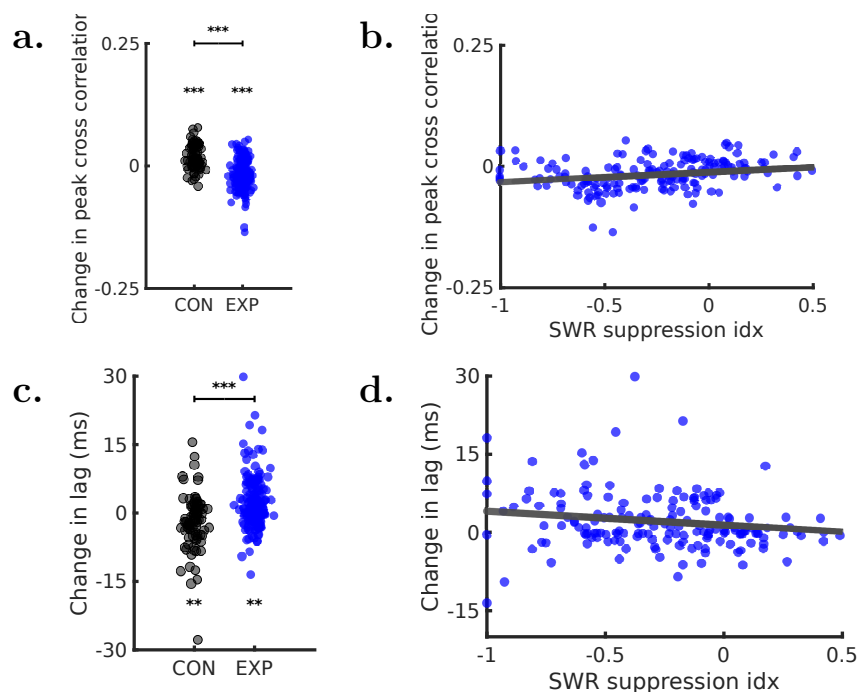 a.
Change in peak cross correlation
0.25
0
-0.25
***
*** ***
CON EXP
b.
Change in peak cross correlation
0.25
0
-0.25
-1 -0.5 0 0.5
SWR suppression idx
c.
Change in lag (ms)
30
15
0
-15
-30
***
** **
CON EXP
d.
Change in lag (ms)
30
15
0
-15
-1 -0.5 0 0.5
SWR suppression idx